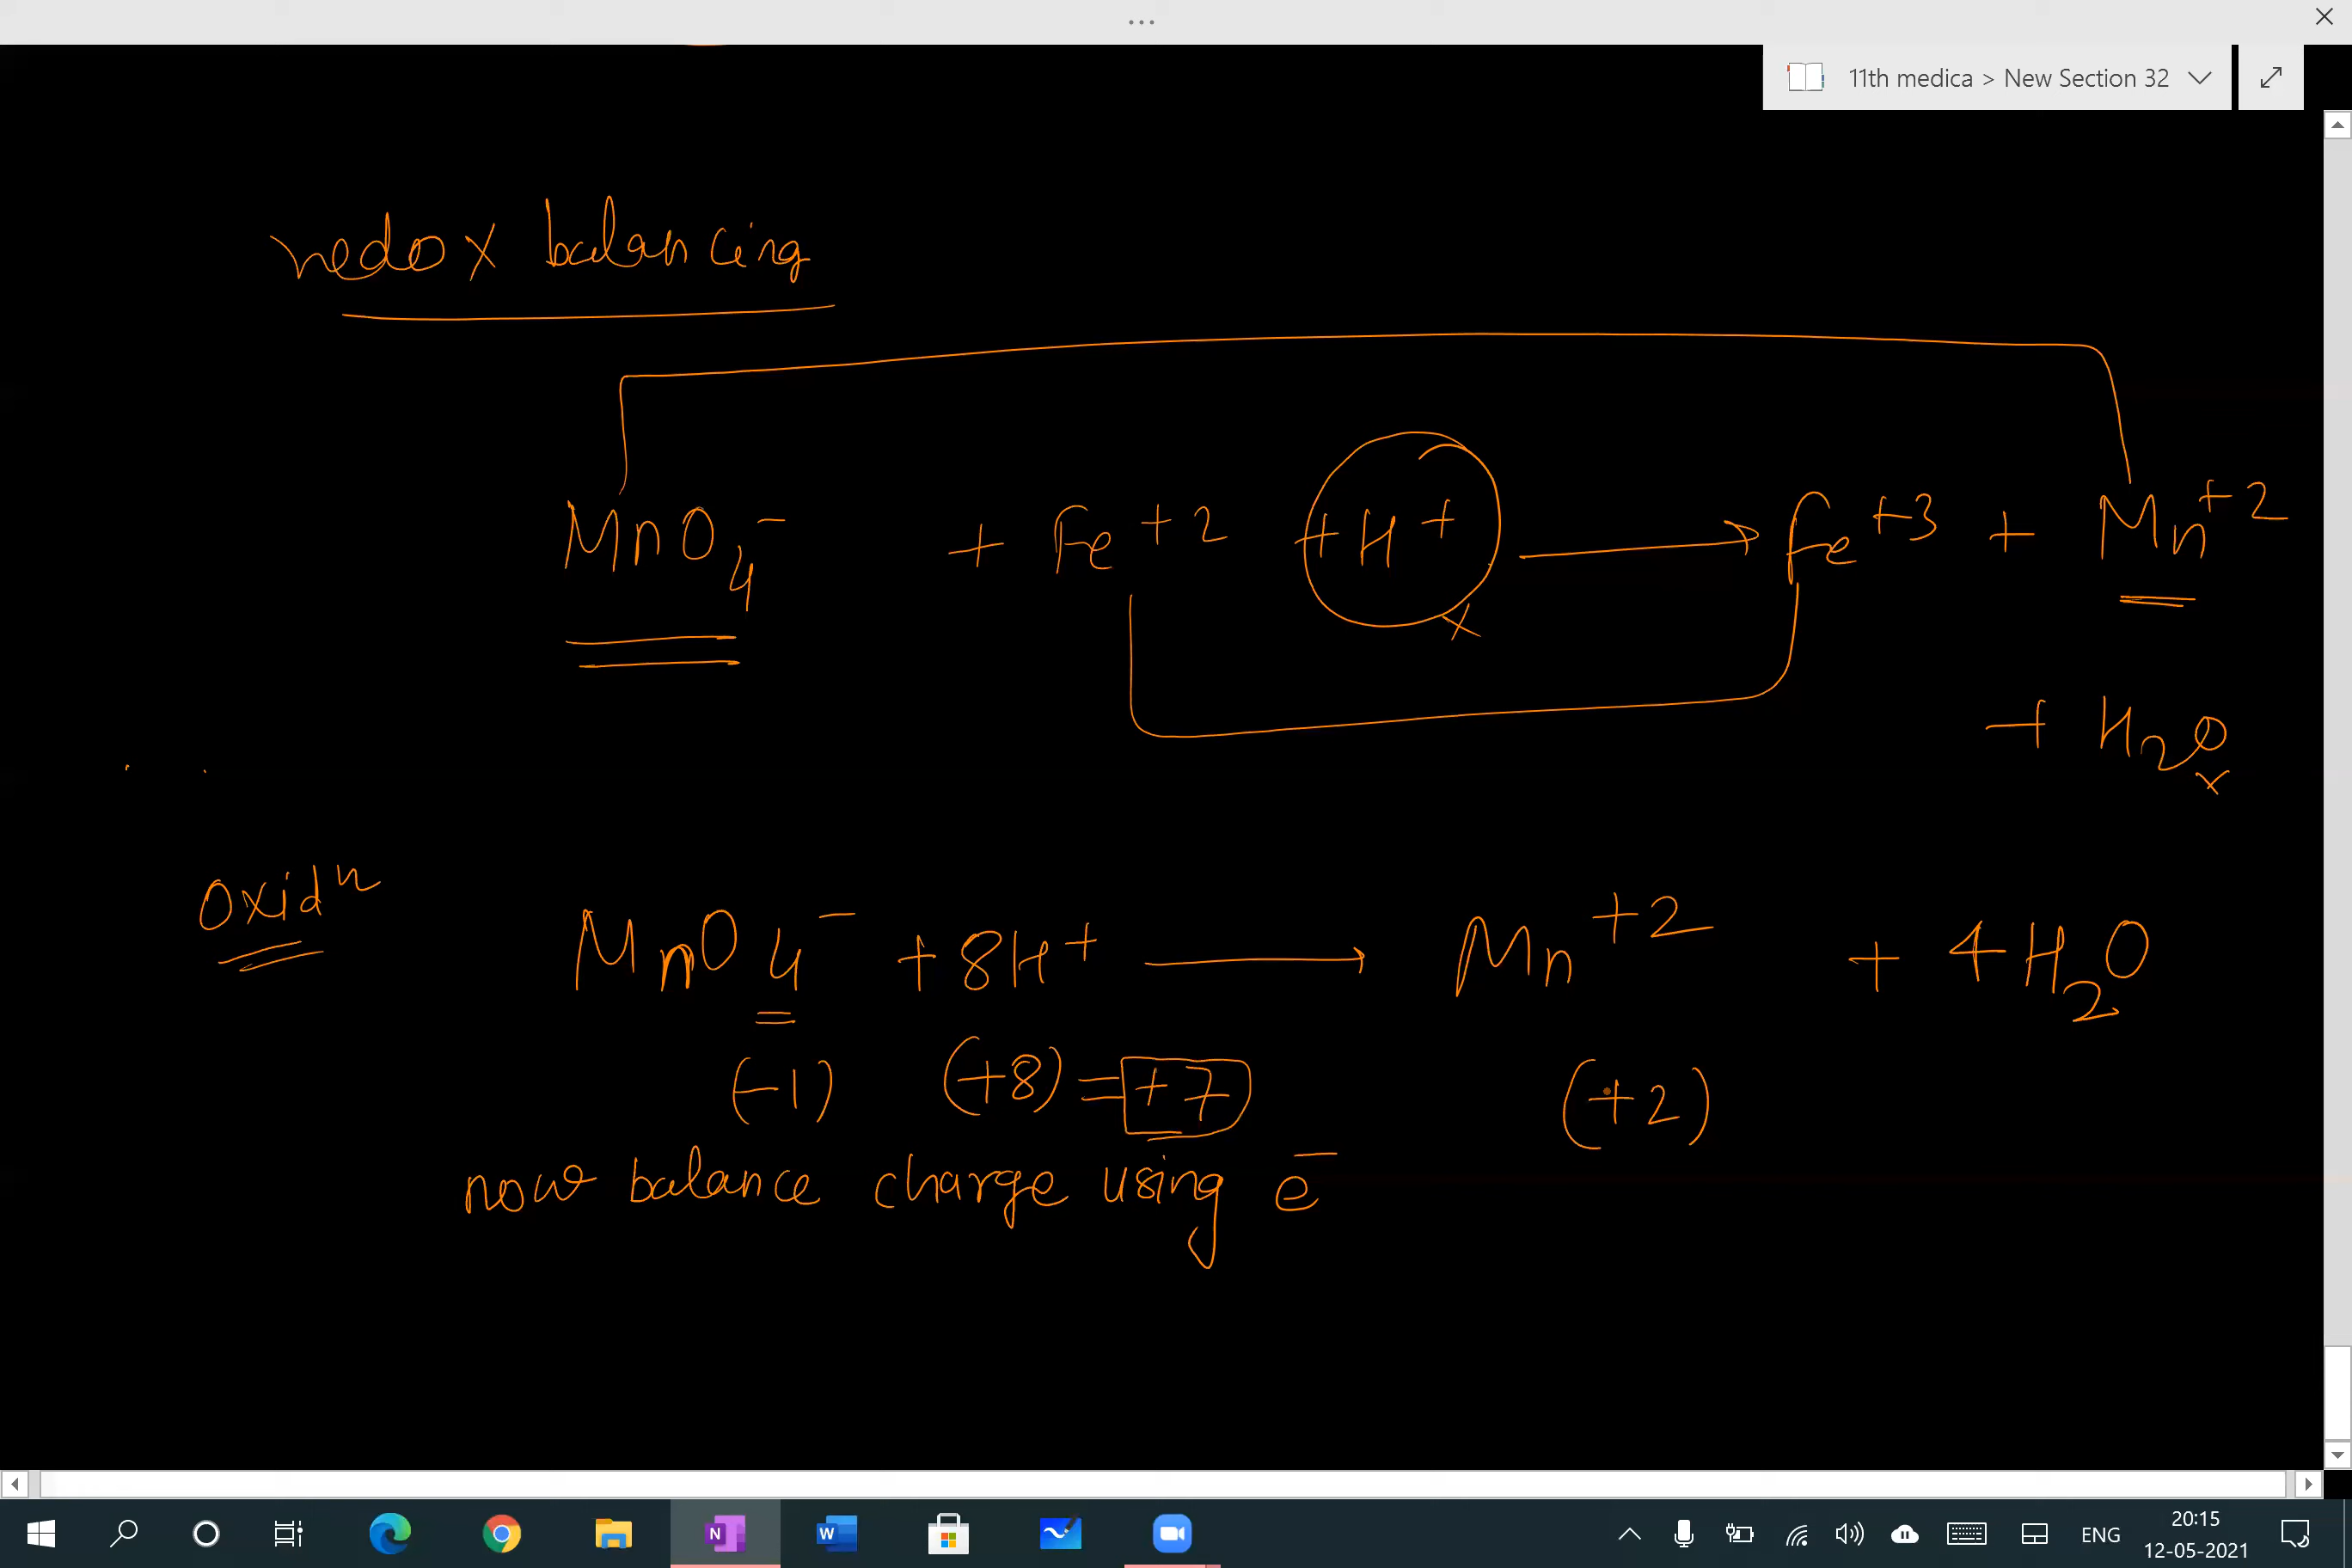 11th medica > New Section 32
redox balancing
MnO₄⁻ + Fe⁺² + H⁺ → Fe⁺³ + Mn⁺²
x
+ H₂O
x
Oxidⁿ
MnO₄⁻ + 8H⁺ → Mn⁺² + 4H₂O
(-1) (+8) = +7 (+2)
now balance charge using e⁻
N
W
ENG
20:15
12-05-2021